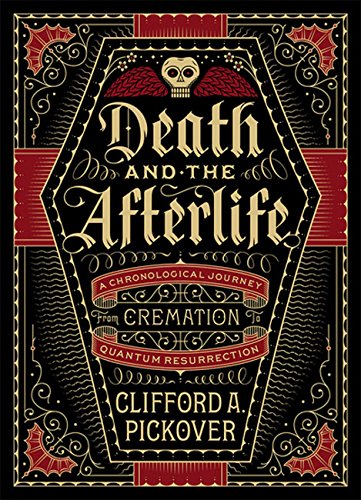 Death
AND · THE
Afterlife
A CHRONOLOGICAL JOURNEY
From CREMATION To
QUANTUM RESURRECTION
CLIFFORD A.
PICKOVER